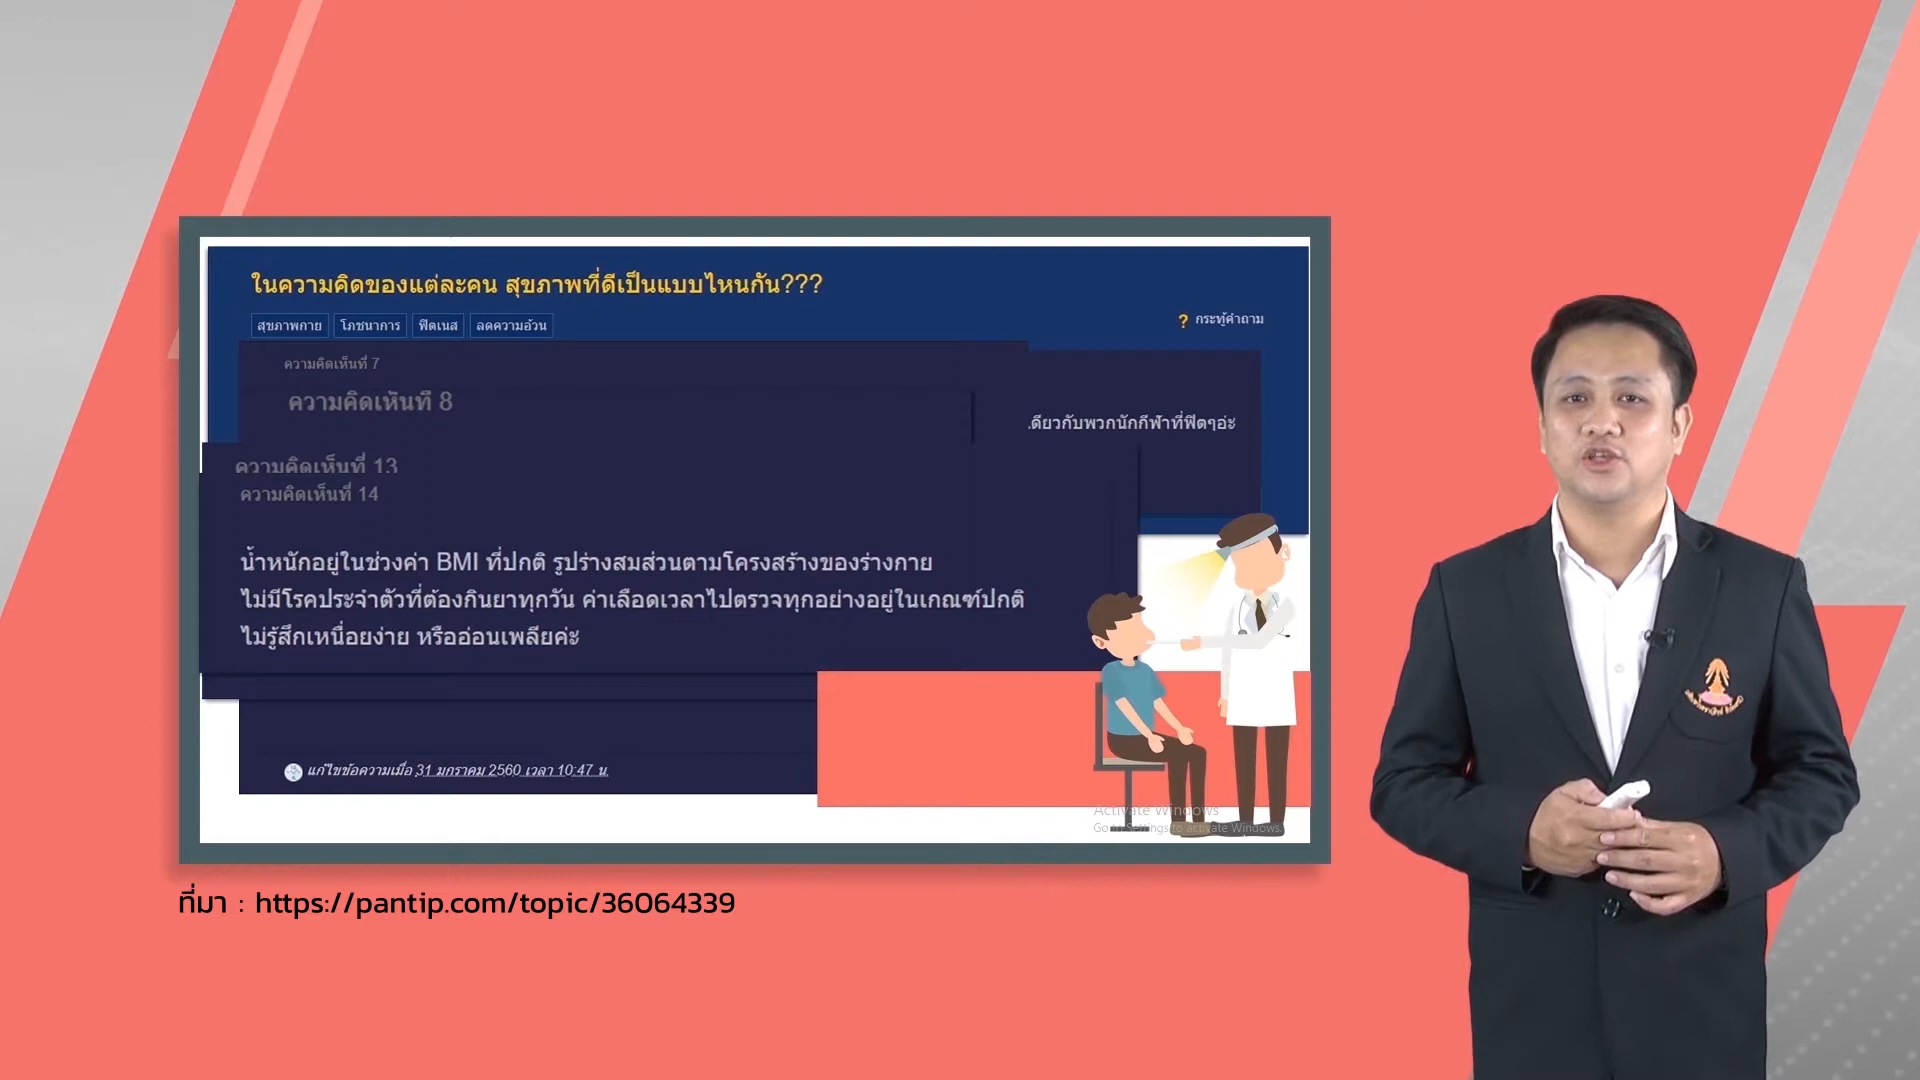 ในความคิดของแต่ละคน สุขภาพที่ดีเป็นแบบไหนกัน???
สุขภาพกาย โภชนาการ ฟิตเนส ลดความอ้วน
? กระทู้คำถาม
ความคิดเห็นที่ 7
ความคิดเห็นที่ 8
ดียวกับพวกนักกีฬาที่ฟิตๆอ่ะ
ความคิดเห็นที่ 13
ความคิดเห็นที่ 14
น้ำหนักอยู่ในช่วงค่า BMI ที่ปกติ รูปร่างสมส่วนตามโครงสร้างของร่างกาย
ไม่มีโรคประจำตัวที่ต้องกินยาทุกวัน ค่าเลือดเวลาไปตรวจทุกอย่างอยู่ในเกณฑ์ปกติ
ไม่รู้สึกเหนื่อยง่าย หรืออ่อนเพลียค่ะ
แก้ไขข้อความเมื่อ 31 มกราคม 2560 เวลา 10:47 น.
Activate Windows
Go to Settings to activate Windows.
ที่มา : https://pantip.com/topic/36064339